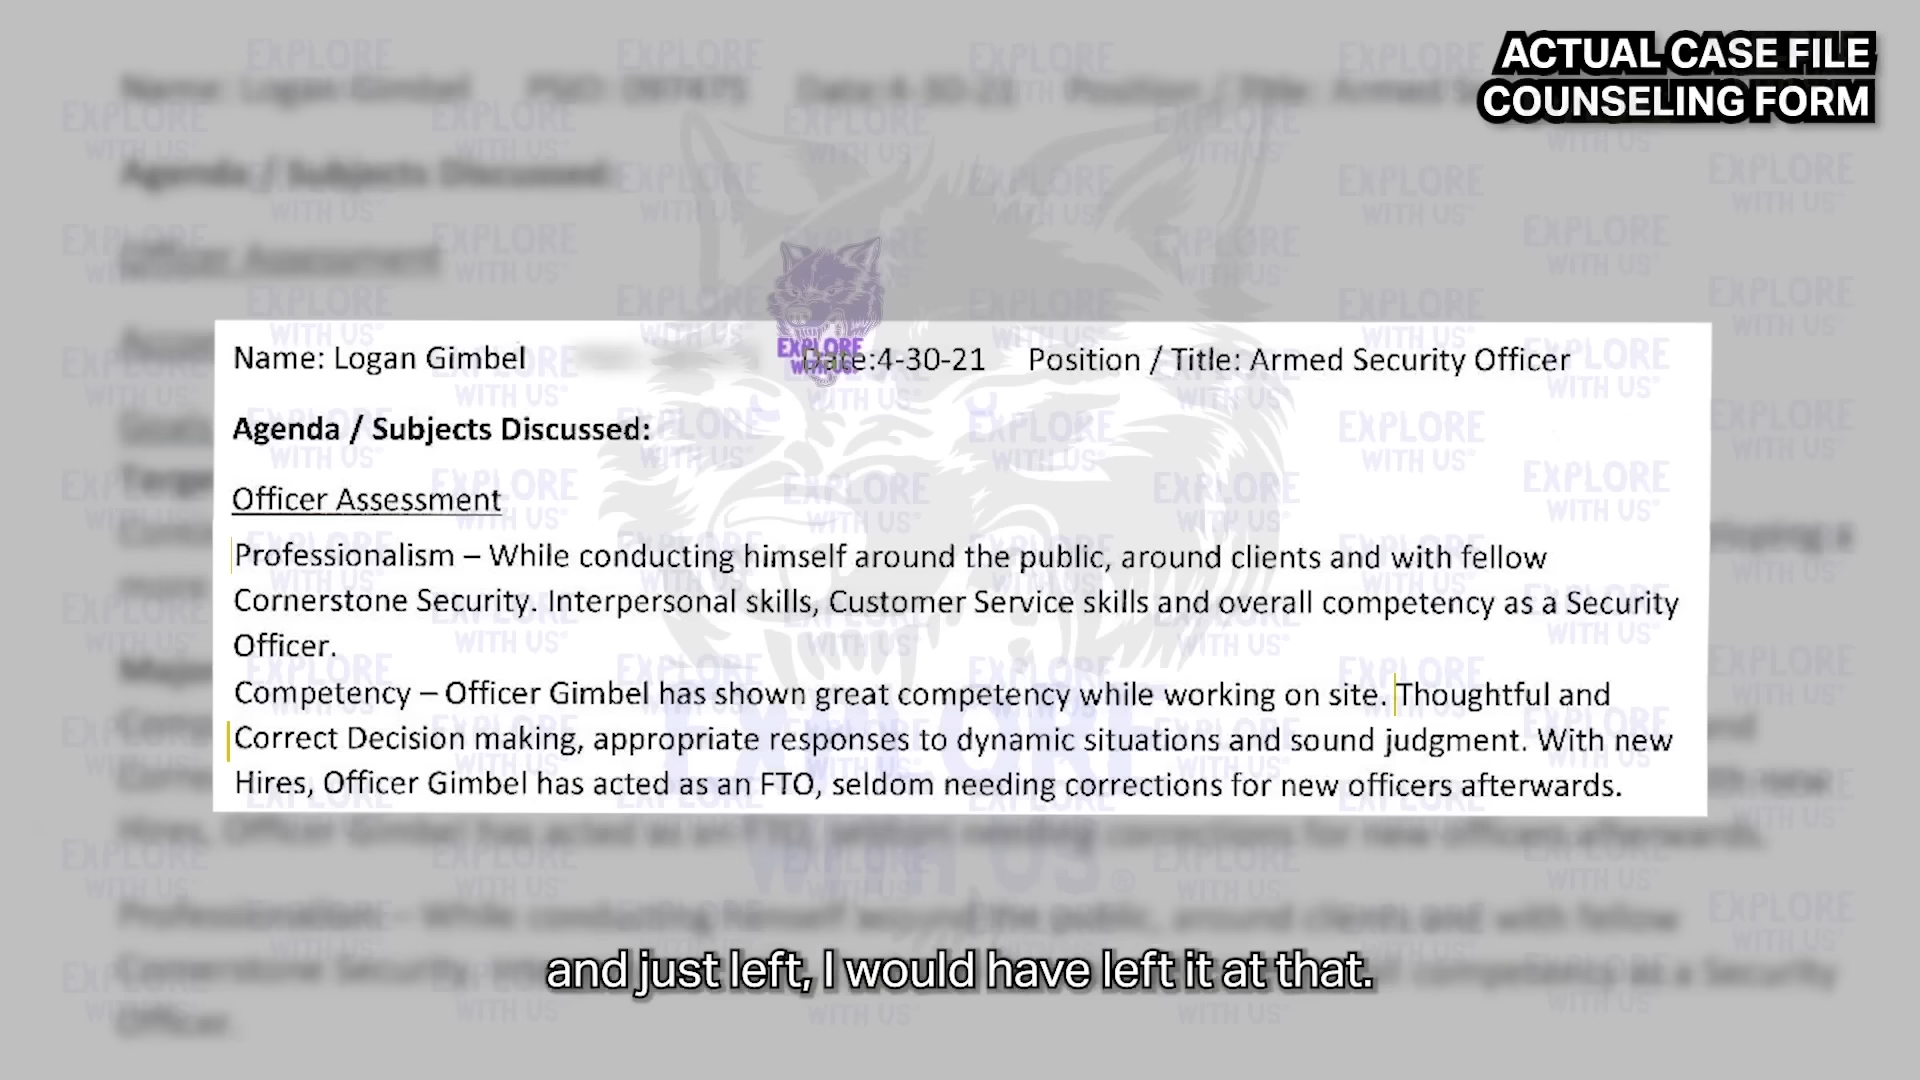 ACTUAL CASE FILE
COUNSELING FORM
Name: Logan Gimbel Date:4-30-21 Position / Title: Armed Security Officer
Agenda / Subjects Discussed:
Officer Assessment
Professionalism – While conducting himself around the public, around clients and with fellow
Cornerstone Security. Interpersonal skills, Customer Service skills and overall competency as a Security
Officer.
Competency – Officer Gimbel has shown great competency while working on site. Thoughtful and
Correct Decision making, appropriate responses to dynamic situations and sound judgment. With new
Hires, Officer Gimbel has acted as an FTO, seldom needing corrections for new officers afterwards.
and just left, I would have left it at that.
EXPLORE
WITH US